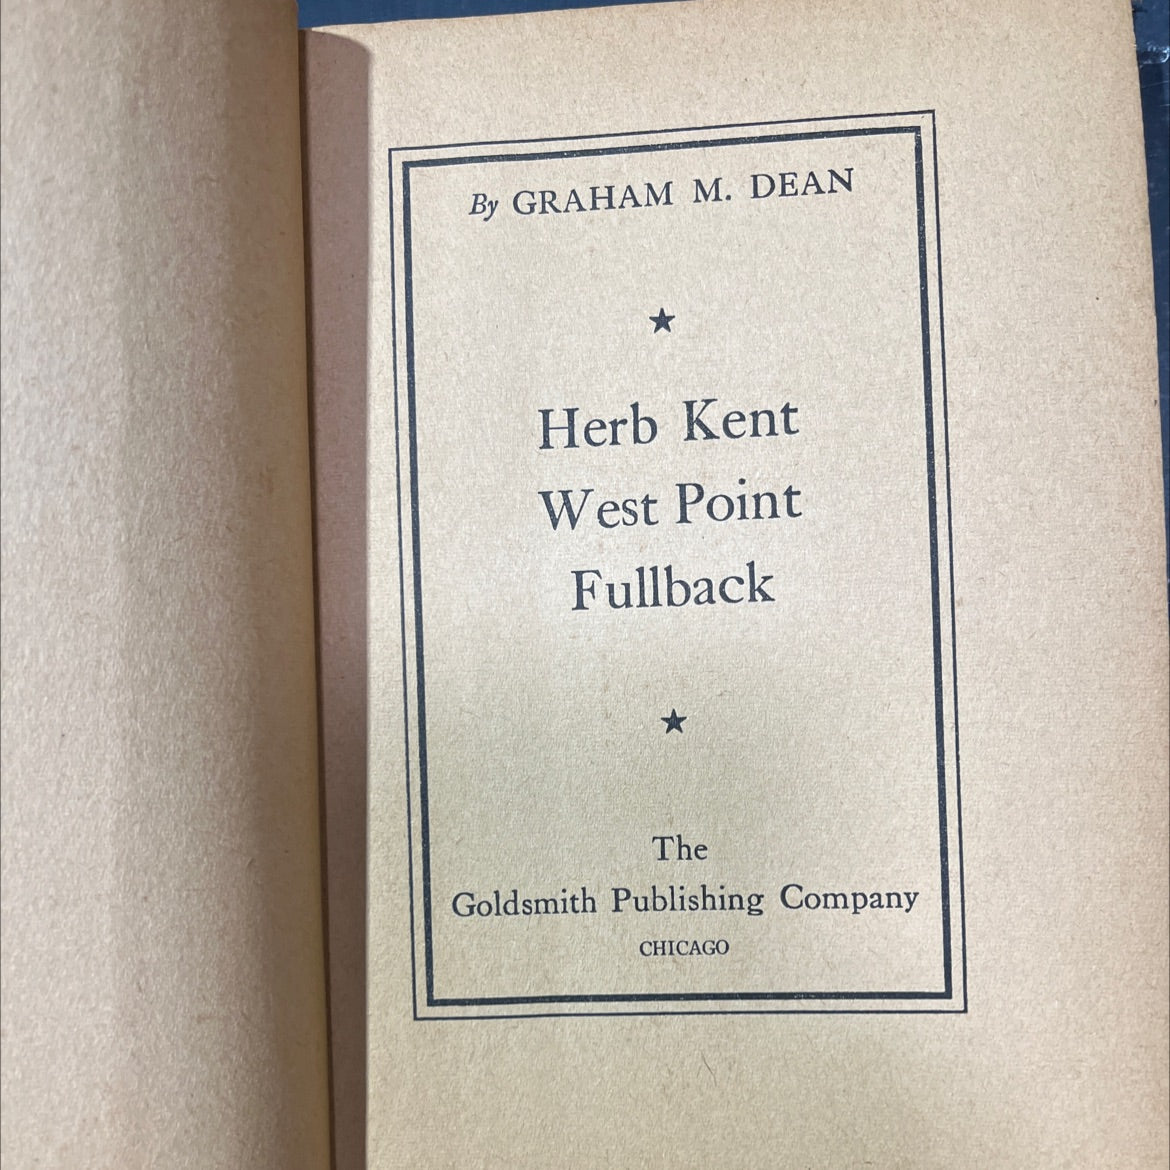 By GRAHAM M. DEAN
Herb Kent
West Point
Fullback
The
Goldsmith Publishing Company
CHICAGO